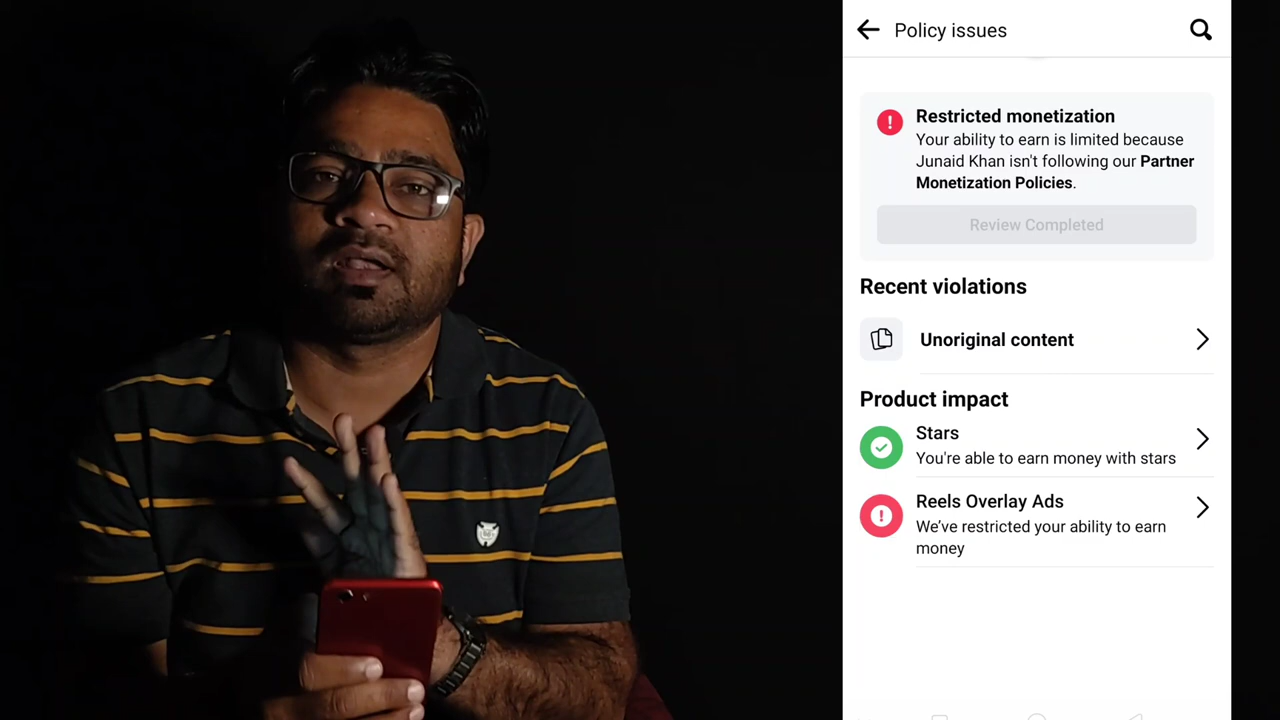 Policy issues
Restricted monetization
Your ability to earn is limited because
Junaid Khan isn't following our Partner
Monetization Policies.
Review Completed
Recent violations
Unoriginal content
Product impact
Stars
You're able to earn money with stars
Reels Overlay Ads
We've restricted your ability to earn
money